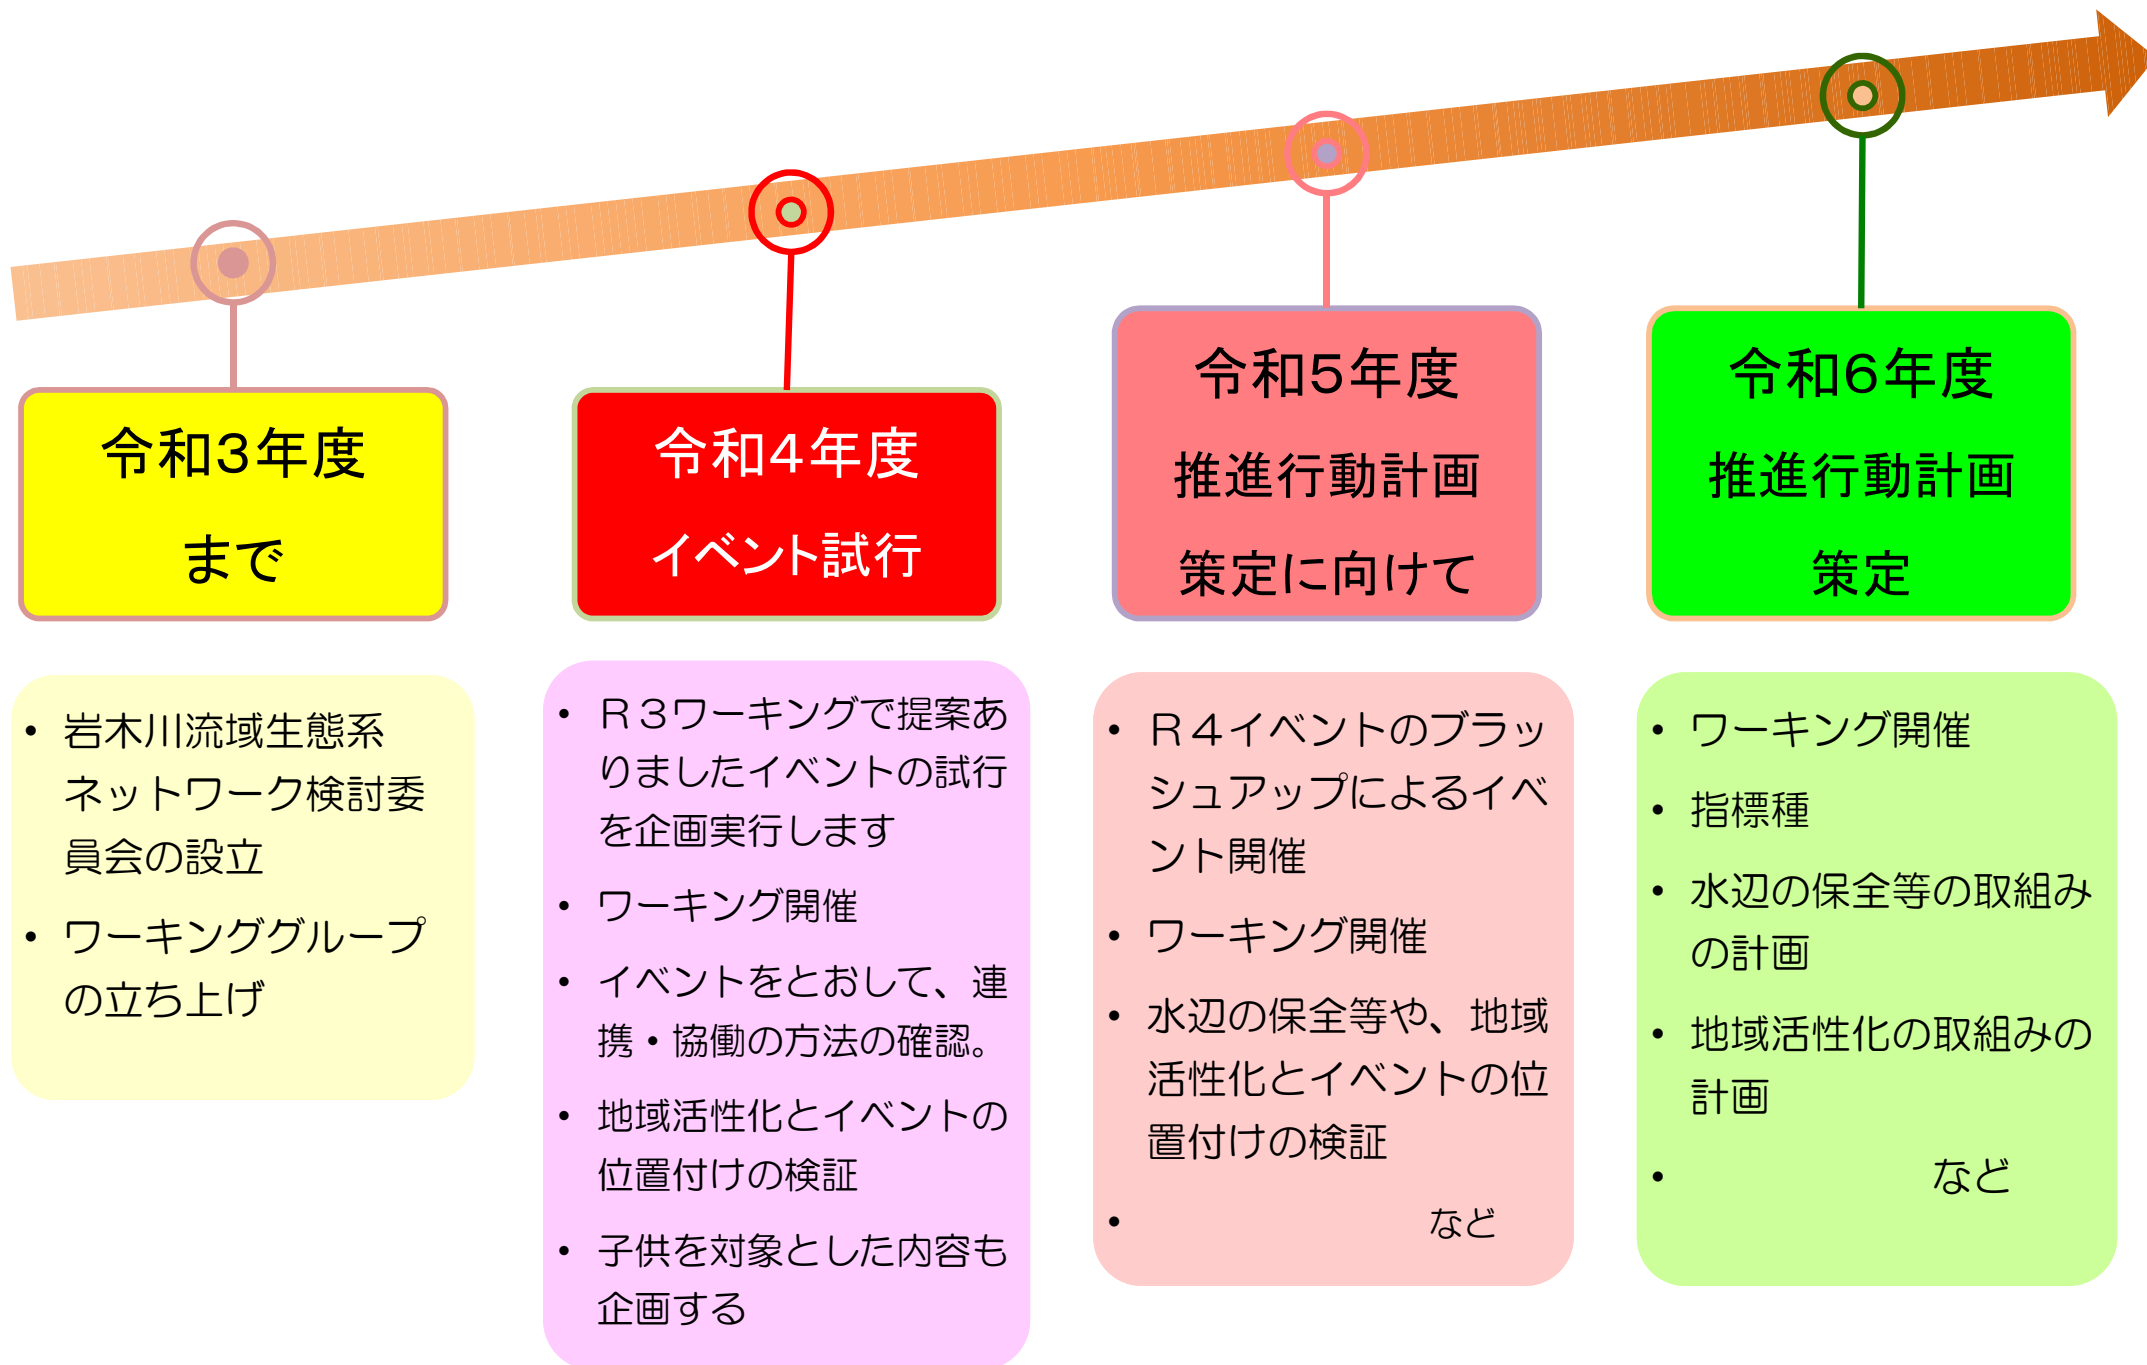 令和３年度
まで
令和４年度
イベント試行
令和５年度
推進行動計画
策定に向けて
令和６年度
推進行動計画
策定
• 岩木川流域生態系
ネットワーク検討委
員会の設立
• ワーキンググループ
の立ち上げ
• Ｒ３ワーキングで提案あ
りましたイベントの試行
を企画実行します
• ワーキング開催
• イベントをとおして、連
携・協働の方法の確認。
• 地域活性化とイベントの
位置付けの検証
• 子供を対象とした内容も
企画する
• Ｒ４イベントのブラッ
シュアップによるイベ
ント開催
• ワーキング開催
• 水辺の保全等や、地域
活性化とイベントの位
置付けの検証
• など
• ワーキング開催
• 指標種
• 水辺の保全等の取組み
の計画
• 地域活性化の取組みの
計画
• など